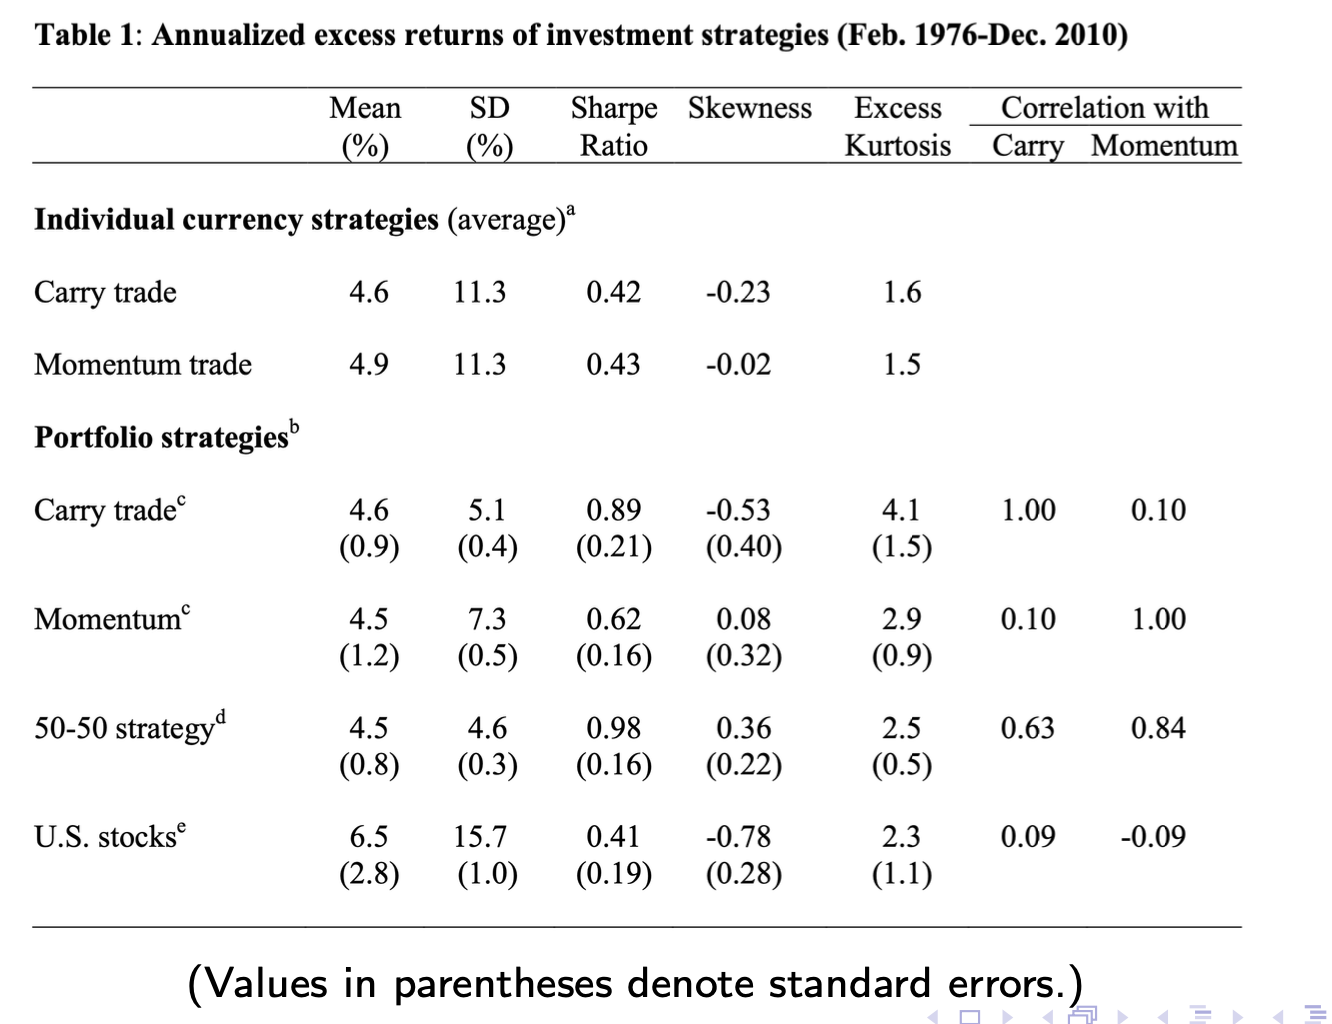 Table 1: Annualized excess returns of investment strategies (Feb. 1976-Dec. 2010)
Mean SD Sharpe Skewness Excess Correlation with
(%) (%) Ratio Kurtosis Carry Momentum
Individual currency strategies (average)a
Carry trade 4.6 11.3 0.42 -0.23 1.6
Momentum trade 4.9 11.3 0.43 -0.02 1.5
Portfolio strategiesb
Carry tradec 4.6 5.1 0.89 -0.53 4.1 1.00 0.10
(0.9) (0.4) (0.21) (0.40) (1.5)
Momentumc 4.5 7.3 0.62 0.08 2.9 0.10 1.00
(1.2) (0.5) (0.16) (0.32) (0.9)
50-50 strategyd 4.5 4.6 0.98 0.36 2.5 0.63 0.84
(0.8) (0.3) (0.16) (0.22) (0.5)
U.S. stockse 6.5 15.7 0.41 -0.78 2.3 0.09 -0.09
(2.8) (1.0) (0.19) (0.28) (1.1)
(Values in parentheses denote standard errors.)